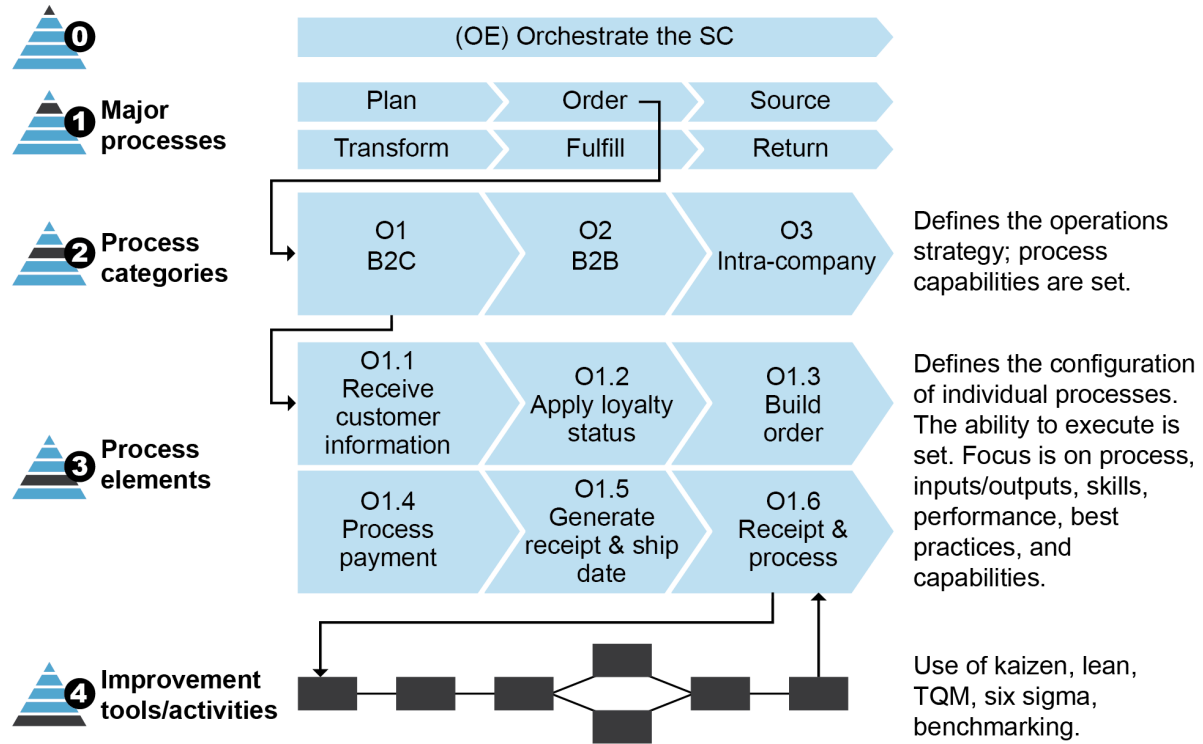 0
(OE) Orchestrate the SC
1
Major
processes
Plan
Order
Source
Transform
Fulfill
Return
2
Process
categories
O1
B2C
O2
B2B
O3
Intra-company
Defines the operations
strategy; process
capabilities are set.
3
Process
elements
O1.1
Receive
customer
information
O1.2
Apply loyalty
status
O1.3
Build
order
O1.4
Process
payment
O1.5
Generate
receipt & ship
date
O1.6
Receipt &
process
Defines the configuration
of individual processes.
The ability to execute is
set. Focus is on process,
inputs/outputs, skills,
performance, best
practices, and
capabilities.
4
Improvement
tools/activities
Use of kaizen, lean,
TQM, six sigma,
benchmarking.